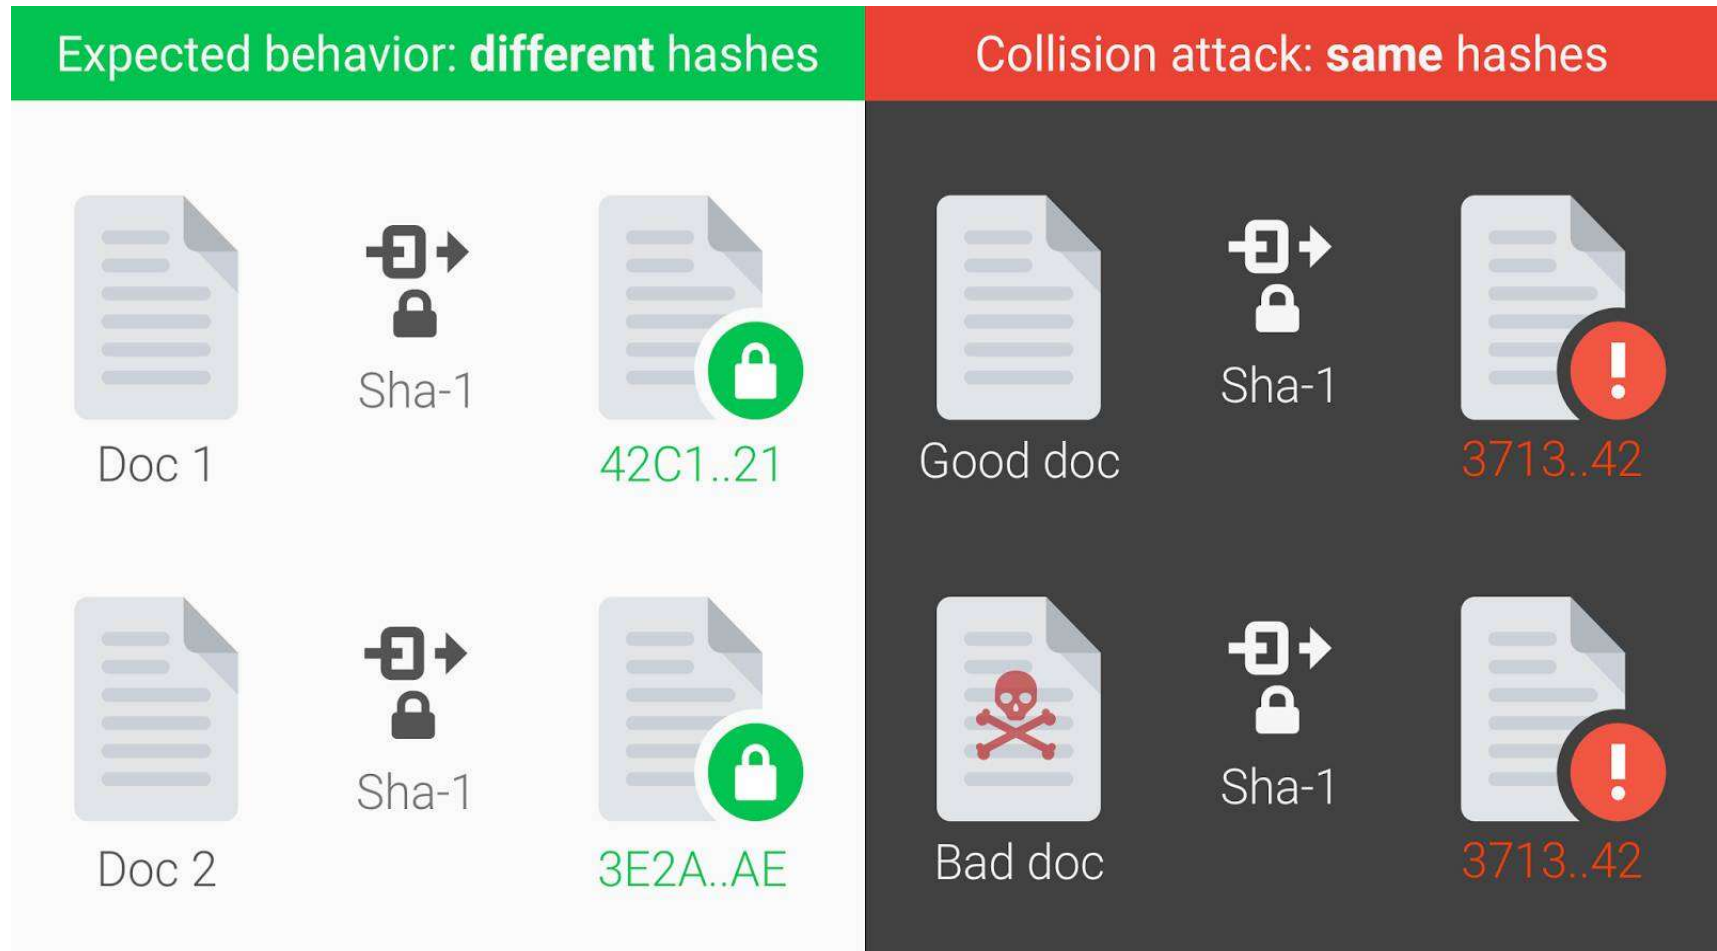 Expected behavior: different hashes
Collision attack: same hashes
Sha-1
Doc 1
42C1..21
Sha-1
Doc 2
3E2A..AE
Sha-1
Good doc
3713..42
Sha-1
Bad doc
3713..42